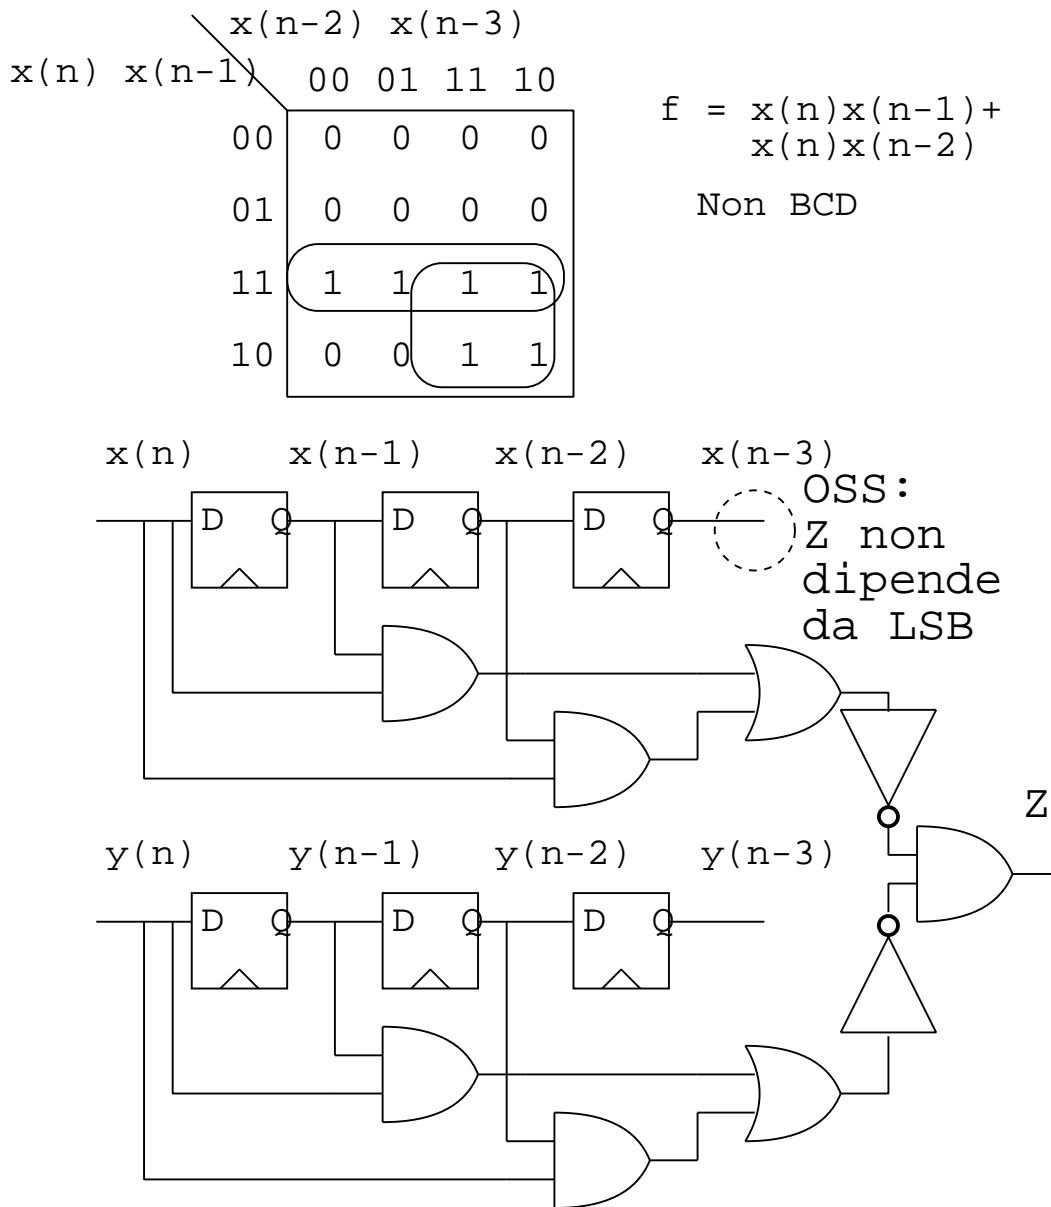 x(n-2) x(n-3)
x(n) x(n-1)
00 01 11 10
00 0 0 0 0
01 0 0 0 0
11 1 1 1 1
10 0 0 1 1
f = x(n)x(n-1)+
x(n)x(n-2)
Non BCD
x(n) x(n-1) x(n-2) x(n-3)
D Q D Q D Q
OSS:
Z non
dipende
da LSB
Z
y(n) y(n-1) y(n-2) y(n-3)
D Q D Q D Q